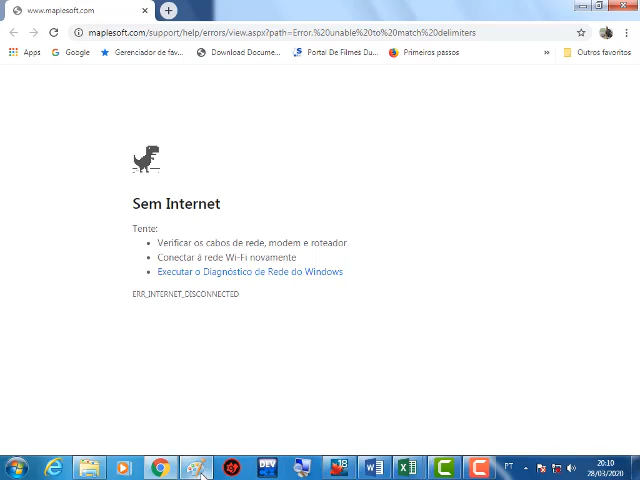 www.maplesoft.com
maplesoft.com/support/help/errors/view.aspx?path=Error,%20unable%20to%20match%20delimiters
Apps Google Gerenciador de fav... Download Docume... Portal De Filmes Du... Primeiros passos » Outros favoritos
Sem Internet
Tente:
• Verificar os cabos de rede, modem e roteador
• Conectar à rede Wi-Fi novamente
• Executar o Diagnóstico de Rede do Windows
ERR_INTERNET_DISCONNECTED
DEV 18 PT 20:10
28/03/2020